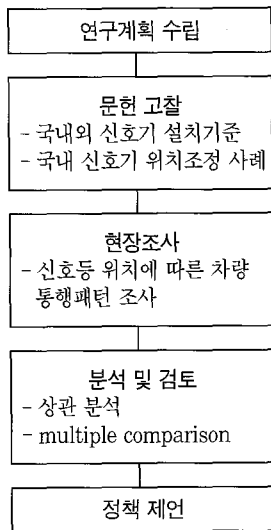 연구계획 수립
문헌 고찰
- 국내외 신호기 설치기준
- 국내 신호기 위치조정 사례
현장조사
- 신호등 위치에 따른 차량
통행패턴 조사
분석 및 검토
- 상관 분석
- multiple comparison
정책 제언